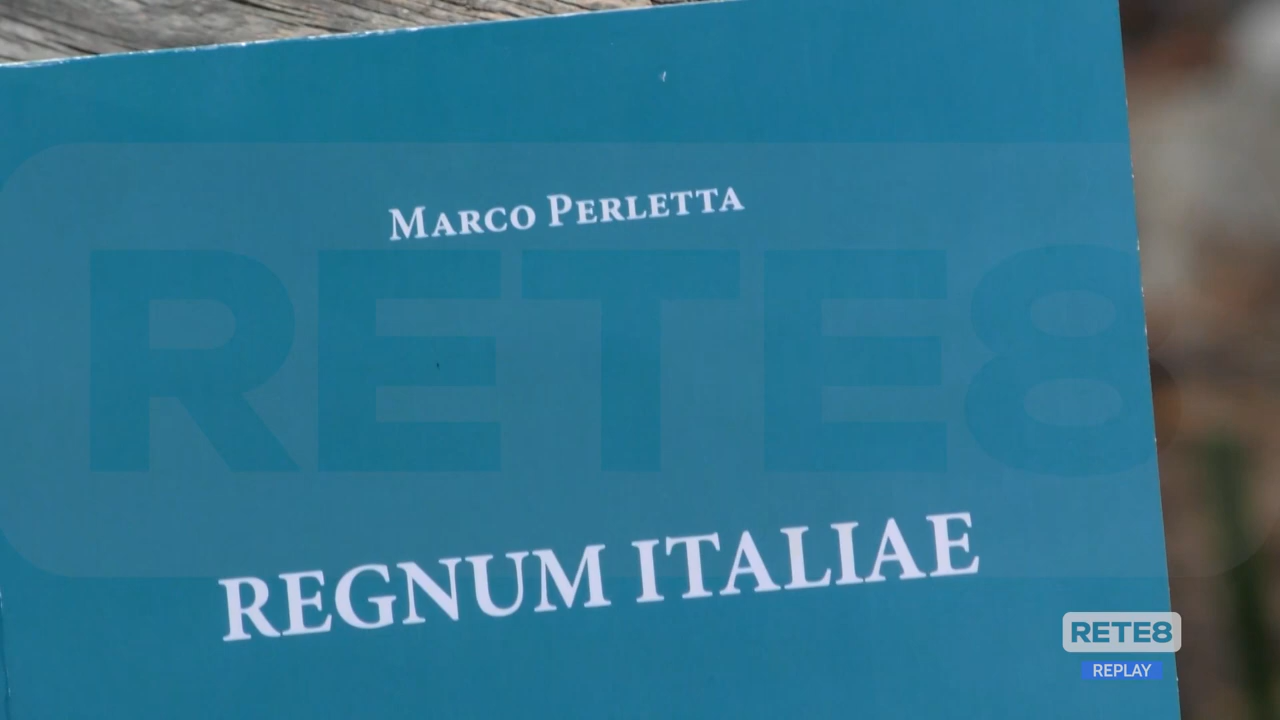 Marco Perletta
RETE8
REGNUM ITALIAE
RETE8
REPLAY